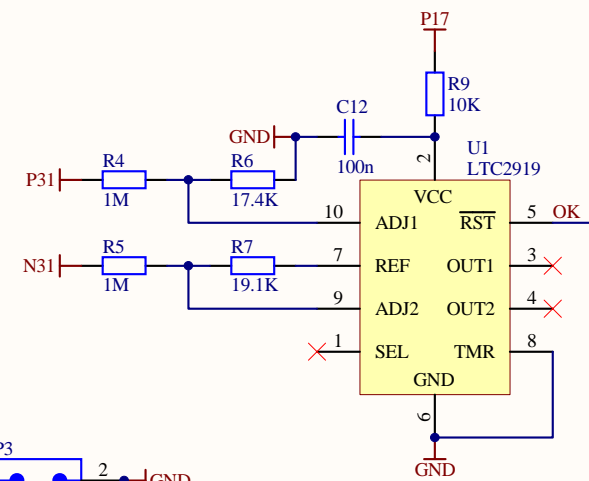 P17
R9
10K
C12
GND
100n
U1
LTC2919
2
VCC
P31
R4
1M
R6
17.4K
10
ADJ1
RST
5
OK
N31
R5
1M
R7
19.1K
7
REF
OUT1
3
9
ADJ2
OUT2
4
1
SEL
TMR
8
GND
6
GND
P3
2
GND